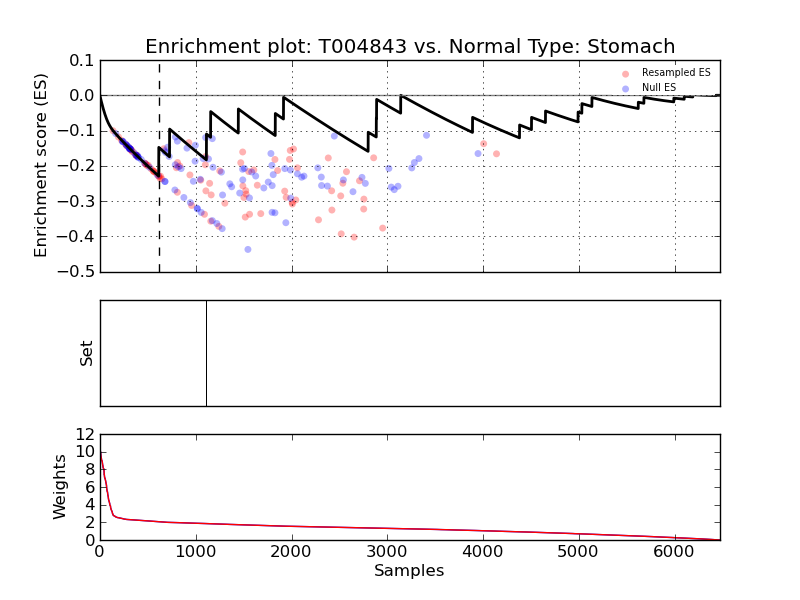 Enrichment plot: T004843 vs. Normal Type: Stomach
0.1
0.0
−0.1
−0.2
−0.3
−0.4
−0.5
Enrichment score (ES)
Resampled ES
Null ES
Set
12
10
8
6
4
2
0
Weights
0 1000 2000 3000 4000 5000 6000
Samples